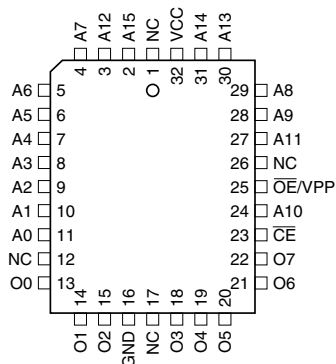 A7 A12 A15 NC VCC A14 A13
4 3 2 1 32 31 30
A6 5 29 A8
A5 6 28 A9
A4 7 27 A11
A3 8 26 NC
A2 9 25 OE/VPP
A1 10 24 A10
A0 11 23 CE
NC 12 22 O7
O0 13 21 O6
14 15 16 17 18 19 20
O1 O2 GND NC O3 O4 O5